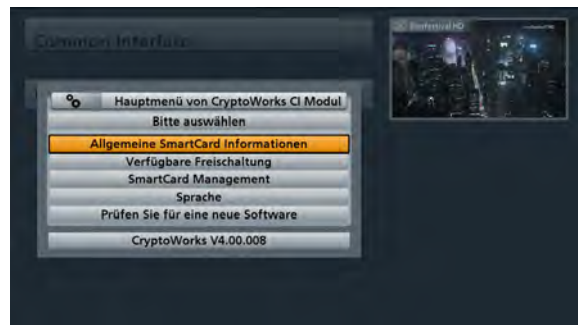 Common Interface
Hauptmenü von CryptoWorks CI Modul
Bitte auswählen
Allgemeine SmartCard Informationen
Verfügbare Freischaltung
SmartCard Management
Sprache
Prüfen Sie für eine neue Software
CryptoWorks V4.00.008